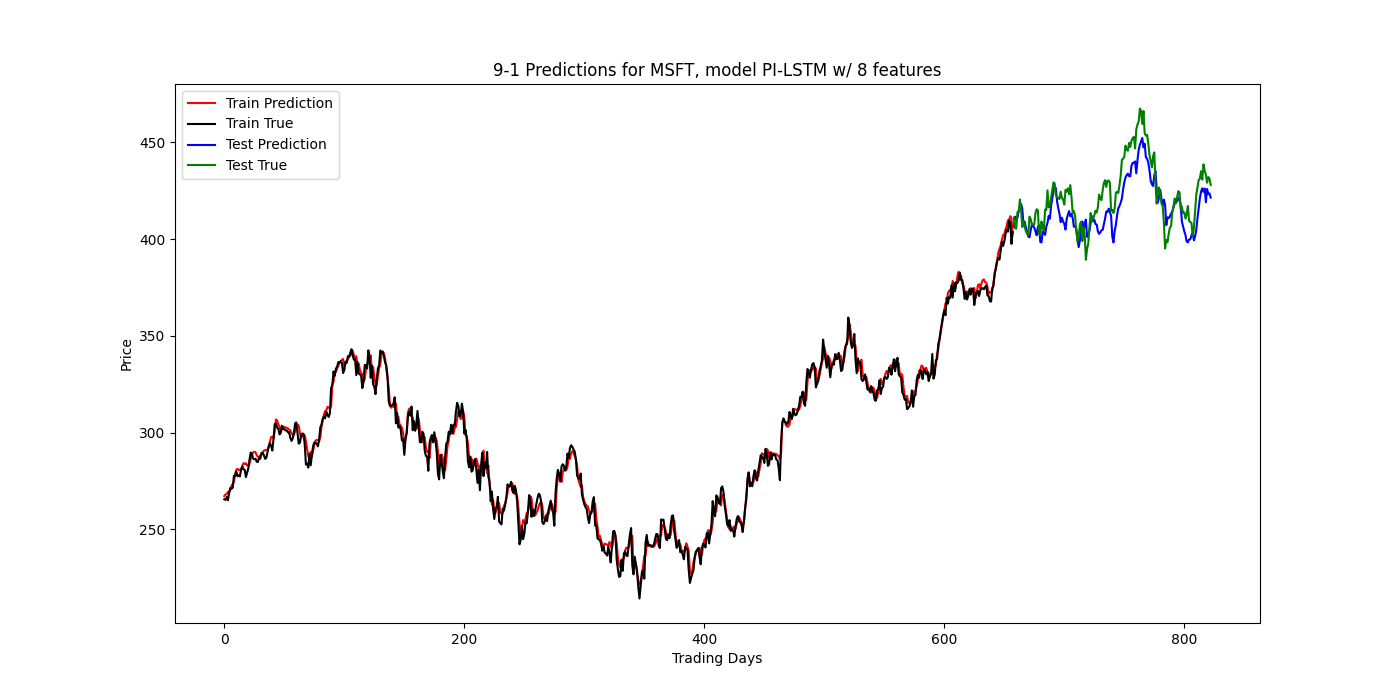 9-1 Predictions for MSFT, model PI-LSTM w/ 8 features
Train Prediction
Train True
Test Prediction
Test True
450
400
350
300
250
Price
0
200
400
600
800
Trading Days